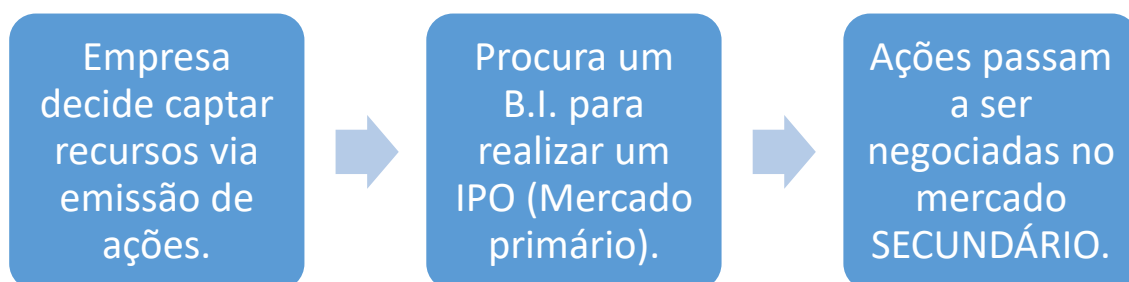 Empresa
decide captar
recursos via
emissão de
ações.
Procura um
B.I. para
realizar um
IPO (Mercado
primário).
Ações passam
a ser
negociadas no
mercado
SECUNDÁRIO.